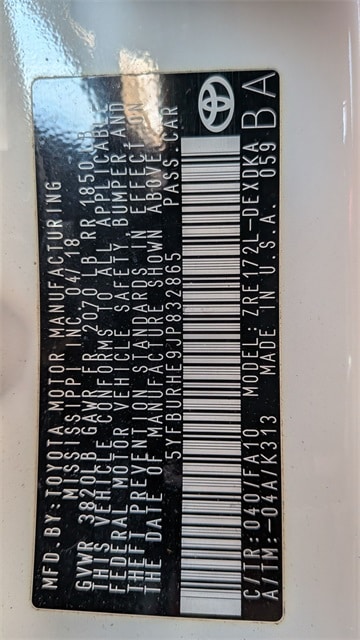 MFD BY:TOYOTA MOTOR MANUFACTURING
MISSISSIPPI INC. 04/18
GVWR 3820LB GAWR FR 2070 LB RR 1850 LB
THIS VEHICLE CONFORMS TO ALL APPLICABLE
FEDERAL MOTOR VEHICLE SAFETY, BUMPER AND
THEFT PREVENTION STANDARDS IN EFFECT ON
THE DATE OF MANUFACTURE SHOWN ABOVE.
5YFBURHE9JP832865 PASS.CAR
C/TR:040/FA10 MODEL: ZRE172L-DEXDKA
A/TM:-04A/K313 MADE IN U.S.A. 059
BA